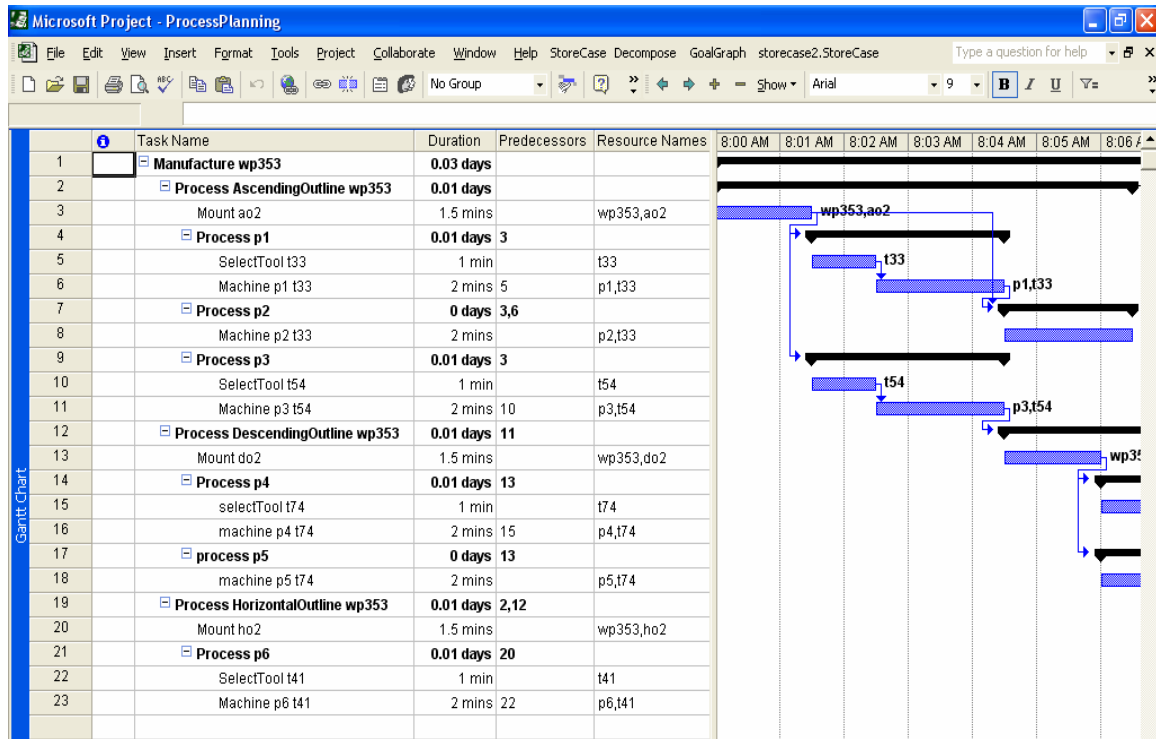 Microsoft Project - ProcessPlanning
File Edit View Insert Format Tools Project Collaborate Window Help StoreCase Decompose GoalGraph storecase2.StoreCase Type a question for help
No Group Show Arial 9 B I U
Task Name Duration Predecessors Resource Names 8:00 AM 8:01 AM 8:02 AM 8:03 AM 8:04 AM 8:05 AM 8:06 A
1 Manufacture wp353 0.03 days
2 Process AscendingOutline wp353 0.01 days
3 Mount ao2 1.5 mins wp353,ao2 wp353,ao2
4 Process p1 0.01 days 3
5 SelectTool t33 1 min t33 t33
6 Machine p1 t33 2 mins 5 p1,t33 p1,t33
7 Process p2 0 days 3,6
8 Machine p2 t33 2 mins p2,t33
9 Process p3 0.01 days 3
10 SelectTool t54 1 min t54 t54
11 Machine p3 t54 2 mins 10 p3,t54 p3,t54
12 Process DescendingOutline wp353 0.01 days 11
13 Mount do2 1.5 mins wp353,do2 wp35
14 Process p4 0.01 days 13
15 selectTool t74 1 min t74
16 machine p4 t74 2 mins 15 p4,t74
17 process p5 0 days 13
18 machine p5 t74 2 mins p5,t74
19 Process HorizontalOutline wp353 0.01 days 2,12
20 Mount ho2 1.5 mins wp353,ho2
21 Process p6 0.01 days 20
22 SelectTool t41 1 min t41
23 Machine p6 t41 2 mins 22 p6,t41
Gantt Chart